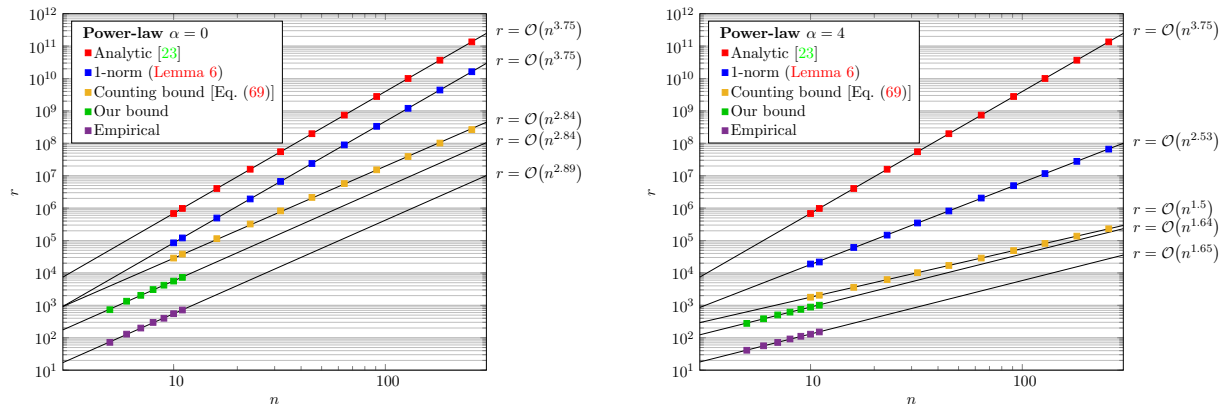 10^12
10^11
10^10
10^9
10^8
10^7
10^6
10^5
10^4
10^3
10^2
10^1
r
10
100
n
Power-law α = 0
Analytic [23]
1-norm (Lemma 6)
Counting bound [Eq. (69)]
Our bound
Empirical
r = O(n^3.75)
r = O(n^3.75)
r = O(n^2.84)
r = O(n^2.84)
r = O(n^2.89)
10^12
10^11
10^10
10^9
10^8
10^7
10^6
10^5
10^4
10^3
10^2
10^1
r
10
100
n
Power-law α = 4
Analytic [23]
1-norm (Lemma 6)
Counting bound [Eq. (69)]
Our bound
Empirical
r = O(n^3.75)
r = O(n^2.53)
r = O(n^1.5)
r = O(n^1.64)
r = O(n^1.65)